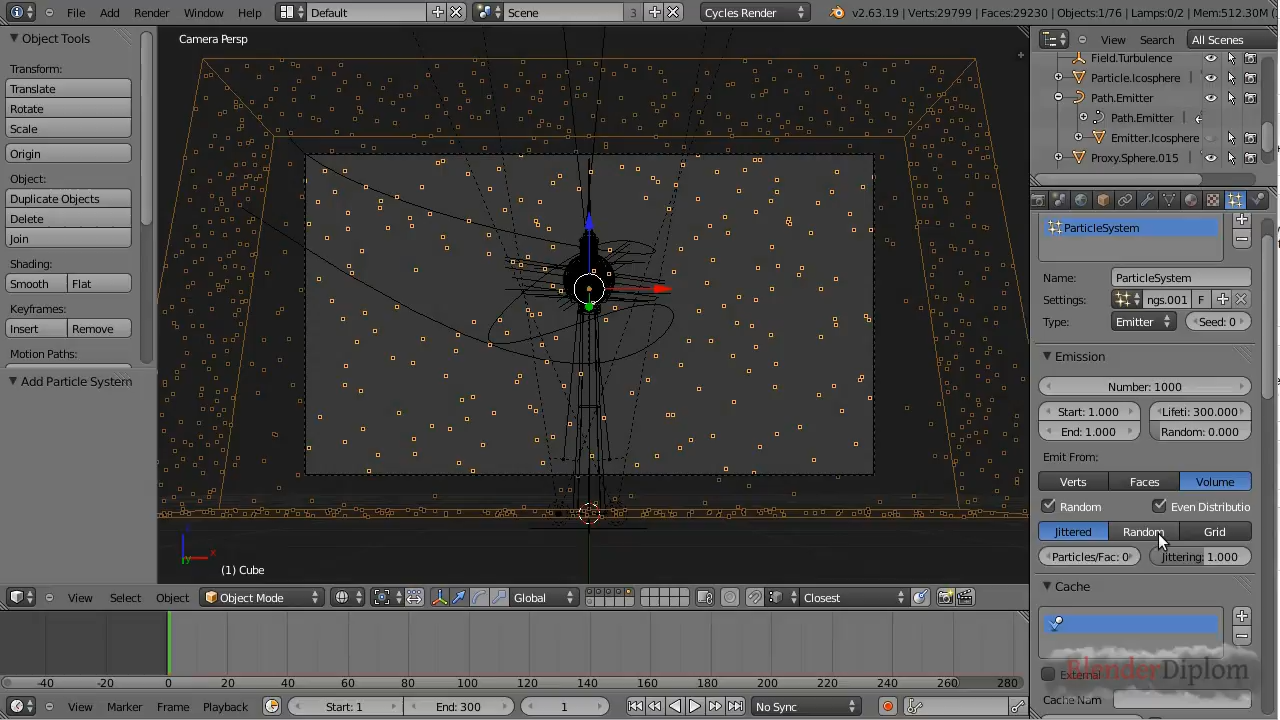 File Add Render Window Help Default Scene 3 Cycles Render v2.63.19 | Verts:29799 | Faces:29230 | Objects:1/76 | Lamps:0/2 | Mem:512.30M
Object Tools
Transform:
Translate
Rotate
Scale
Origin
Object:
Duplicate Objects
Delete
Join
Shading:
Smooth Flat
Keyframes:
Insert Remove
Motion Paths:
Add Particle System
Camera Persp
z
x
y
(1) Cube
View Select Object Object Mode Global Closest
-40 -20 0 20 40 60 80 100 120 140 160 180 200 220 240 260 280
View Marker Frame Playback Start: 1 End: 300 1 No Sync
View Search All Scenes
Field.Turbulence
Particle.Icosphere
Path.Emitter
Path.Emitter
Emitter.Icosphere
Proxy.Sphere.015
ParticleSystem
Name: ParticleSystem
Settings: ngs.001 F
Type: Emitter Seed: 0
Emission
Number: 1000
Start: 1.000 Lifeti: 300.000
End: 1.000 Random: 0.000
Emit From:
Verts Faces Volume
Random Even Distributio
Jittered Random Grid
Particles/Fac: 0 Jittering: 1.000
Cache
External
BlenderDiplom
Cache Nam